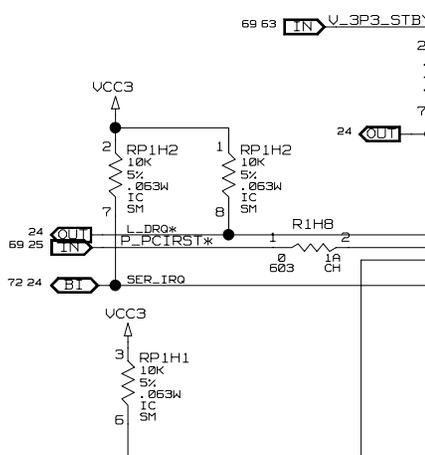 69 63 IN V_3P3_STBY
2
VCC3
7
24 OUT
2 RP1H2 1 RP1H2
10K 10K
5% 5%
.063W .063W
IC IC
SM SM
7 8
R1H8
24 OUT L_DRQ*
69 25 IN P_PCIRST* 1 2
0 1A
603 CH
72 24 BI SER_IRQ
VCC3
3 RP1H1
10K
5%
.063W
IC
SM
6